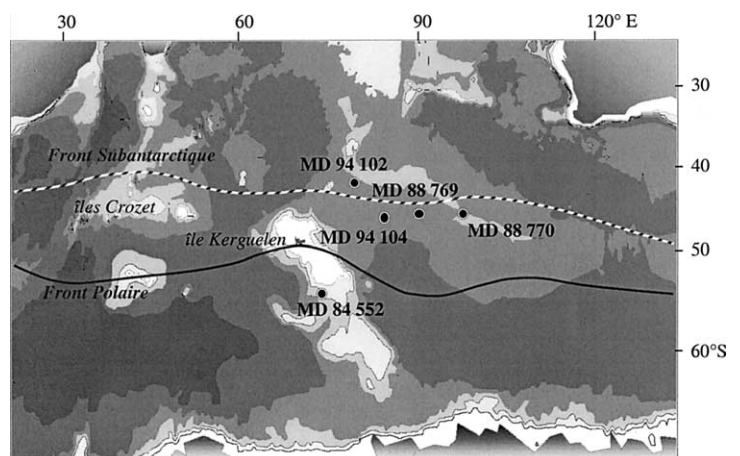 30 60 90 120° E
30
Front Subantarctique
MD 94 102
40
MD 88 769
îles Crozet
île Kerguelen
MD 94 104
MD 88 770
50
Front Polaire
MD 84 552
60°S